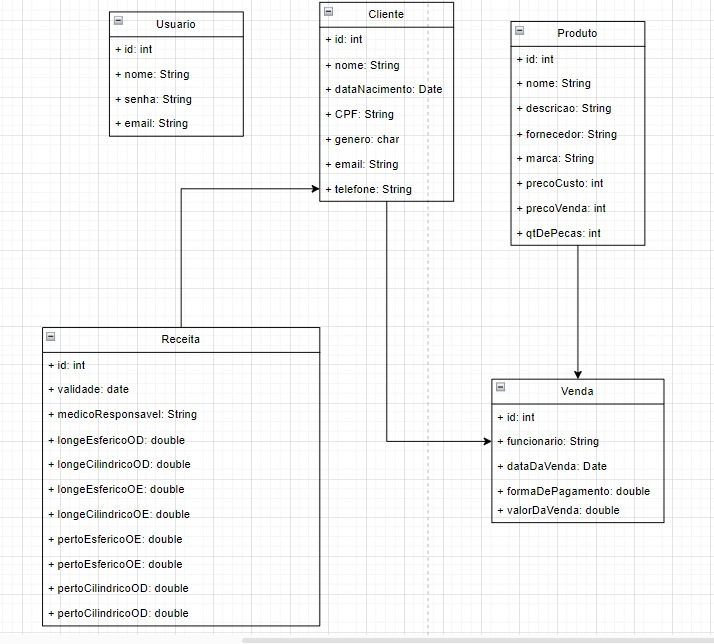 Usuario
+ id: int
+ nome: String
+ senha: String
+ email: String
Cliente
+ id: int
+ nome: String
+ dataNacimento: Date
+ CPF: String
+ genero: char
+ email: String
+ telefone: String
Produto
+ id: int
+ nome: String
+ descricao: String
+ fornecedor: String
+ marca: String
+ precoCusto: int
+ precoVenda: int
+ qtDePecas: int
Receita
+ id: int
+ validade: date
+ medicoResponsavel: String
+ longeEsfericoOD: double
+ longeCilindricoOD: double
+ longeEsfericoOE: double
+ longeCilindricoOE: double
+ pertoEsfericoOE: double
+ pertoEsfericoOE: double
+ pertoCilindricoOD: double
+ pertoCilindricoOD: double
Venda
+ id: int
+ funcionario: String
+ dataDaVenda: Date
+ formaDePagamento: double
+ valorDaVenda: double